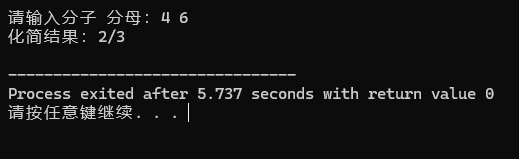 请输入分子 分母: 4 6
化简结果: 2/3
--------------------------------
Process exited after 5.737 seconds with return value 0
请按任意键继续. . .